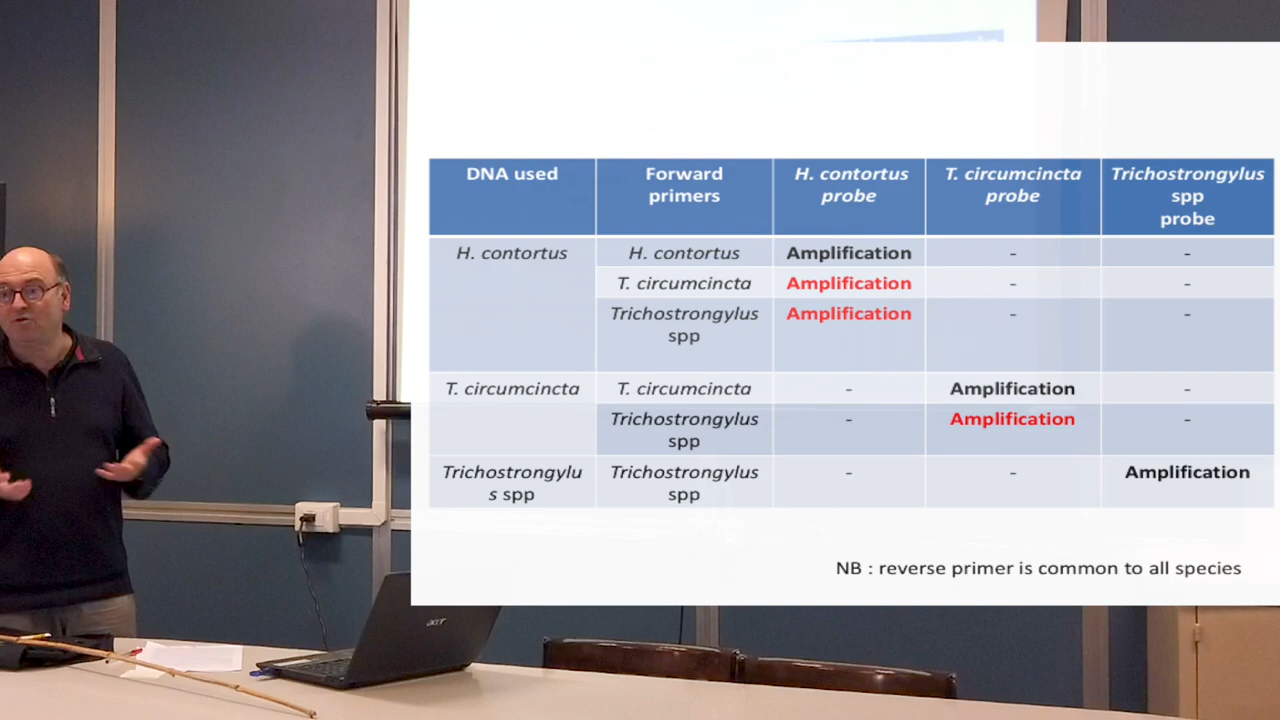 DNA used
Forward
primers
H. contortus
probe
T. circumcincta
probe
Trichostrongylus
spp
probe
H. contortus
H. contortus
Amplification
-
-
T. circumcincta
Amplification
-
-
Trichostrongylus
spp
Amplification
-
-
T. circumcincta
T. circumcincta
-
Amplification
-
Trichostrongylus
spp
-
Amplification
-
Trichostrongylu
s spp
Trichostrongylus
spp
-
-
Amplification
NB : reverse primer is common to all species
acer